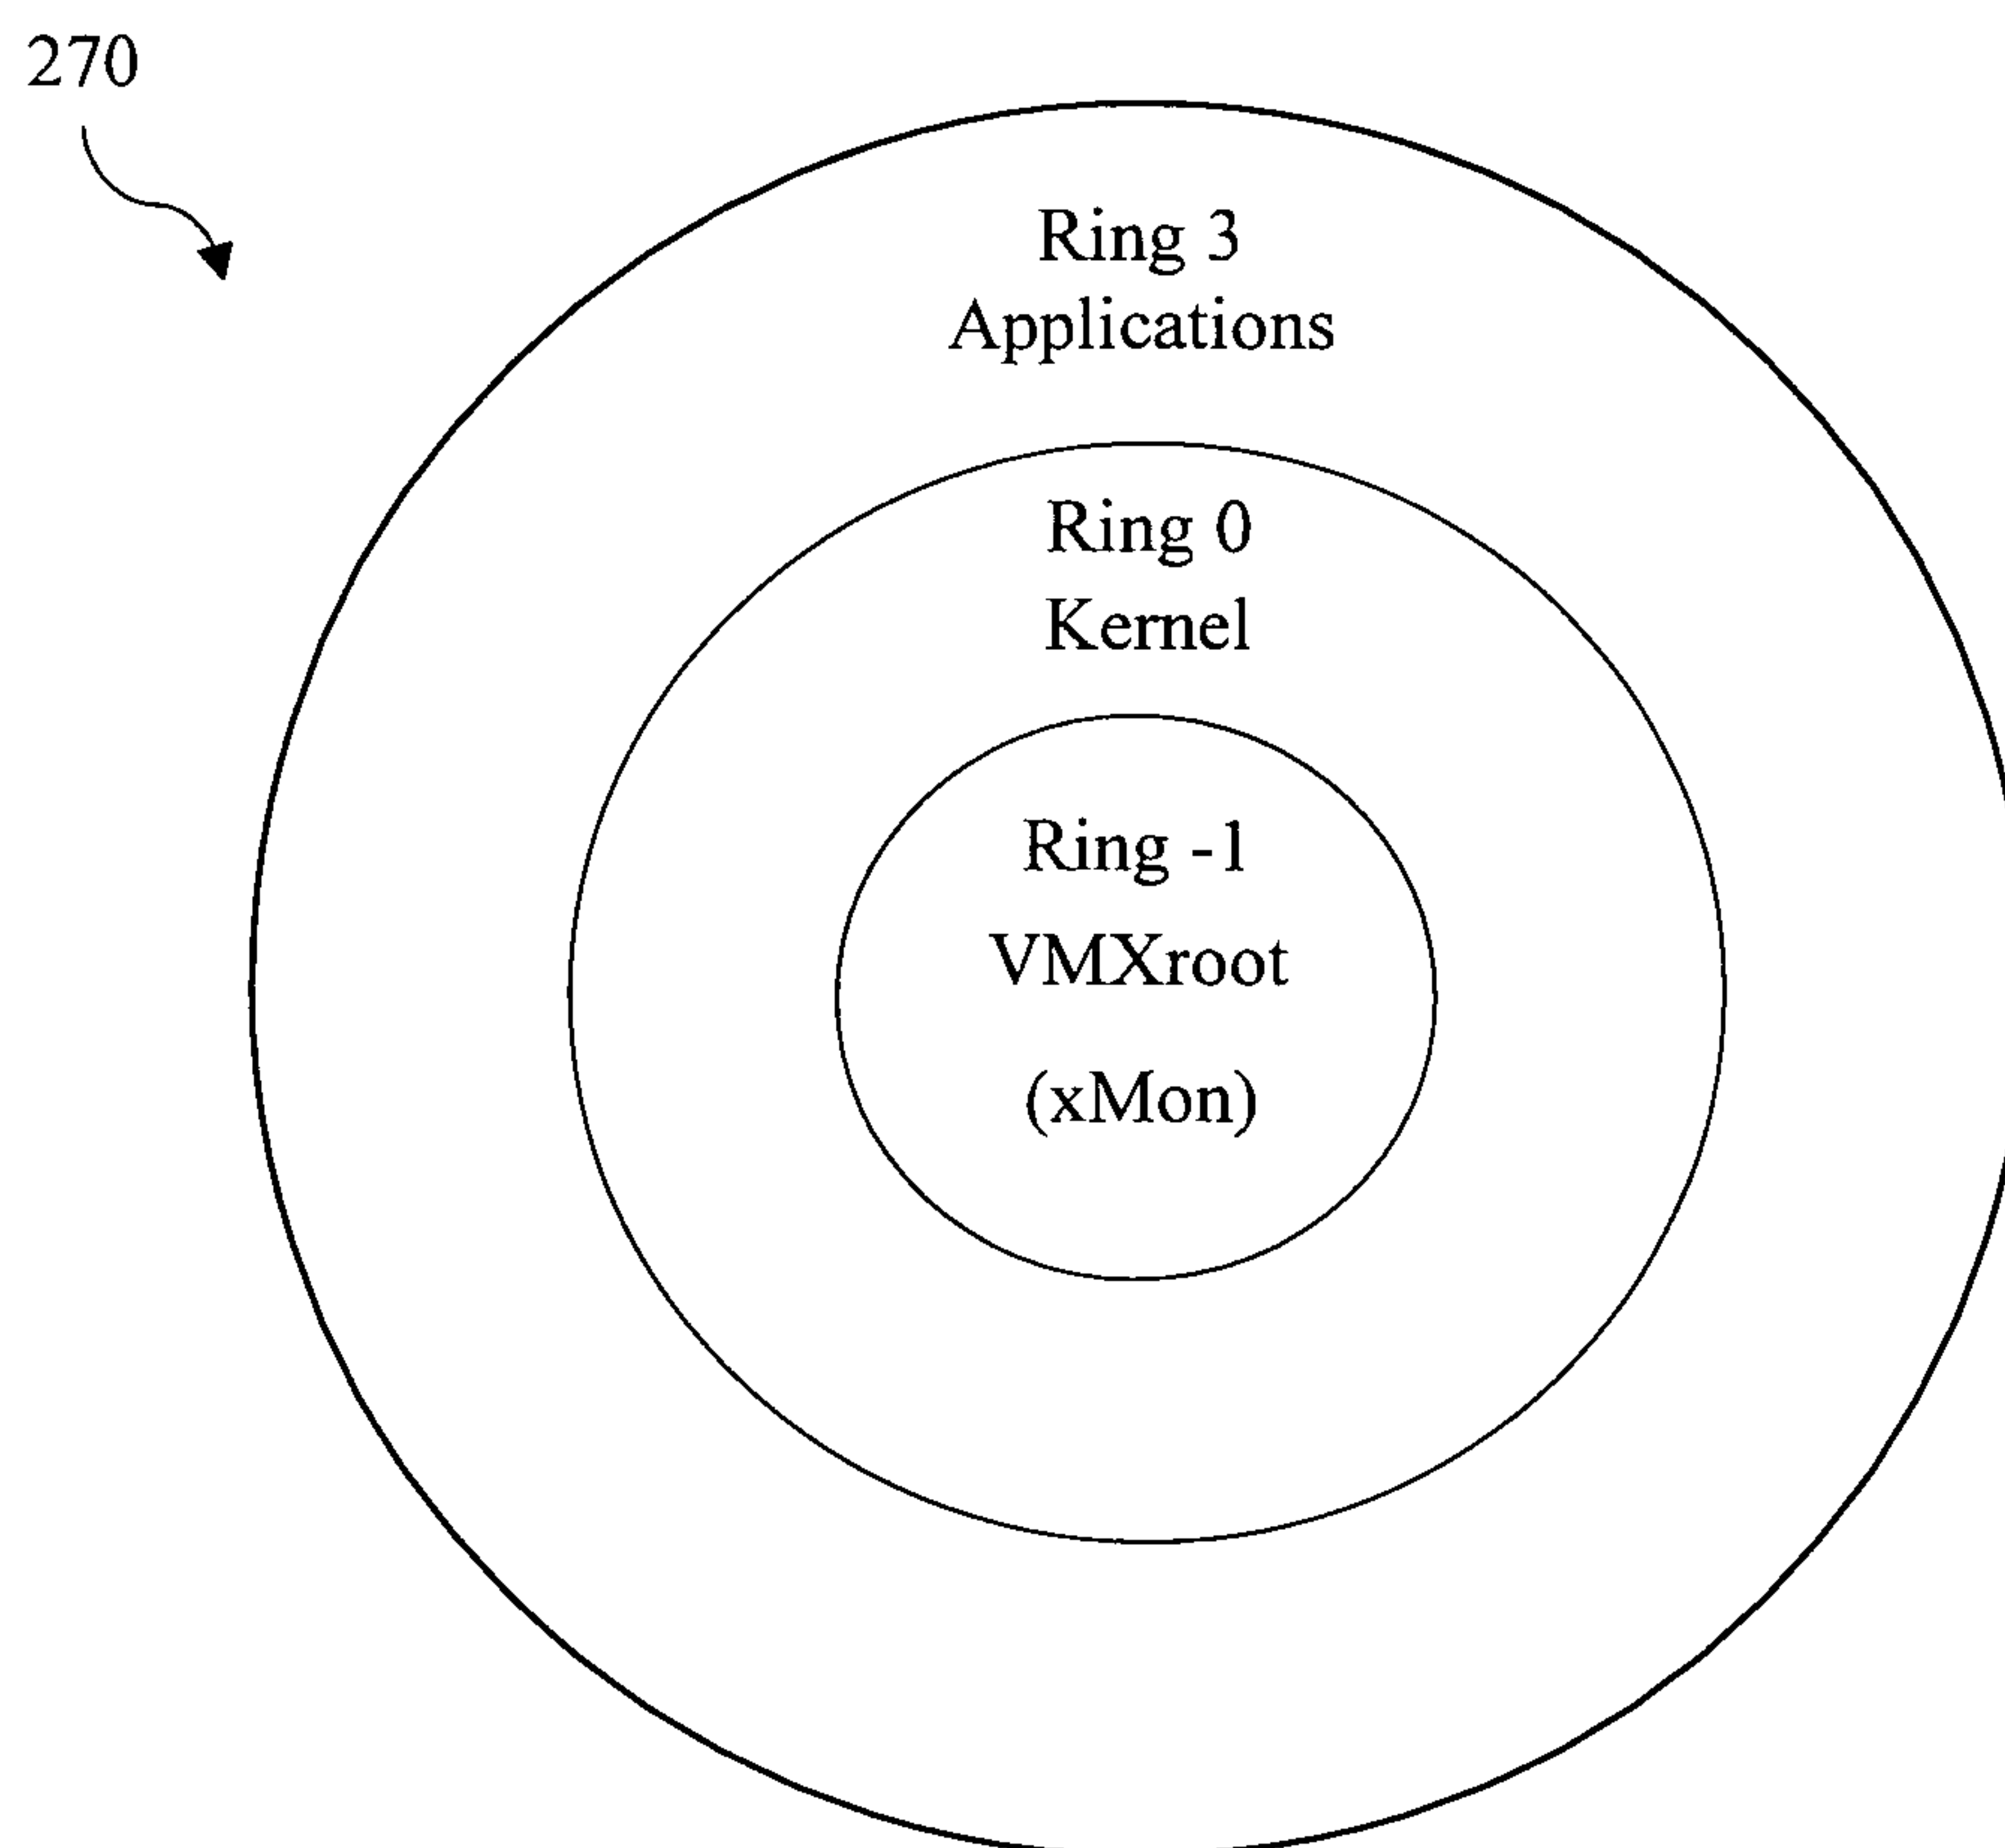 270
Ring 3
Applications
Ring 0
Kernel
Ring -1
VMXroot
(xMon)